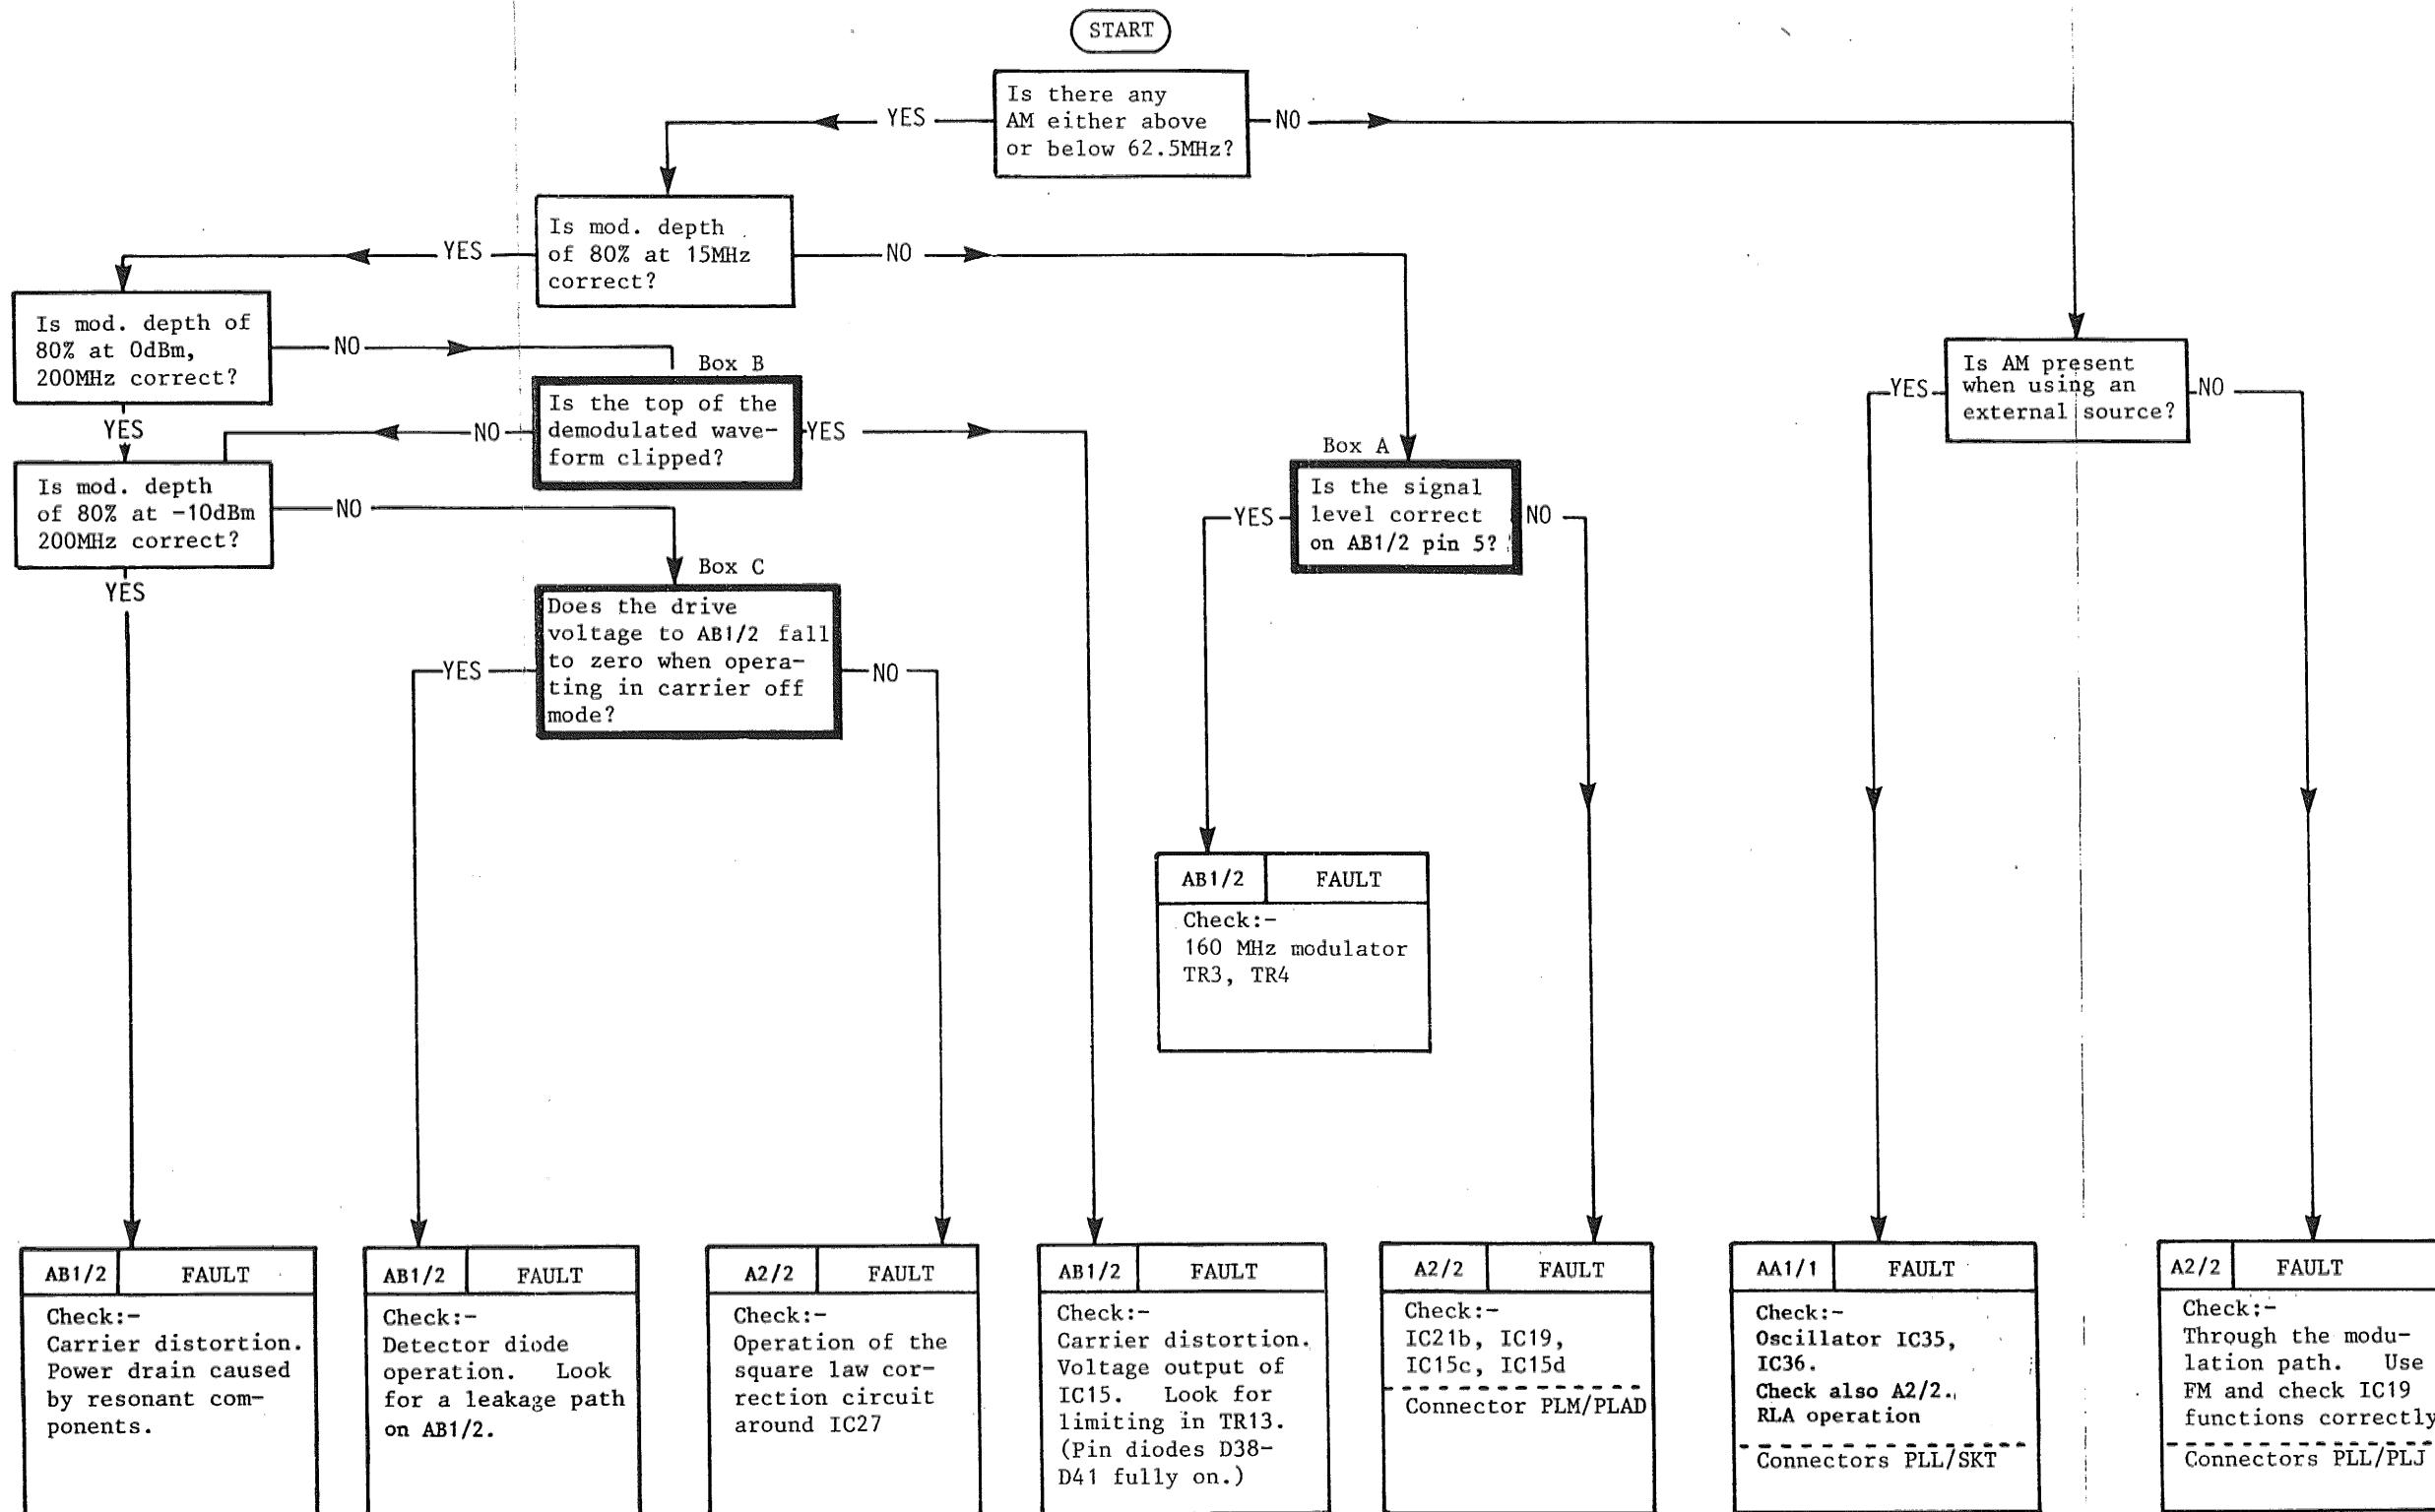 START
Is there any
AM either above
or below 62.5MHz?
YES
NO
Is mod. depth
of 80% at 15MHz
correct?
YES
NO
Is mod. depth of
80% at 0dBm,
200MHz correct?
NO
YES
Box B
Is the top of the
demodulated wave-
form clipped?
NO
YES
Is mod. depth
of 80% at -10dBm
200MHz correct?
NO
YES
Box C
Does the drive
voltage to AB1/2 fall
to zero when opera-
ting in carrier off
mode?
YES
NO
Box A
Is the signal
level correct
on AB1/2 pin 5?
YES
NO
Is AM present
when using an
external source?
YES
NO
AB1/2 FAULT
Check:-
160 MHz modulator
TR3, TR4
AB1/2 FAULT
Check:-
Carrier distortion.
Power drain caused
by resonant com-
ponents.
AB1/2 FAULT
Check:-
Detector diode
operation. Look
for a leakage path
on AB1/2.
A2/2 FAULT
Check:-
Operation of the
square law cor-
rection circuit
around IC27
AB1/2 FAULT
Check:-
Carrier distortion.
Voltage output of
IC15. Look for
limiting in TR13.
(Pin diodes D38-
D41 fully on.)
A2/2 FAULT
Check:-
IC21b, IC19,
IC15c, IC15d
Connector PLM/PLAD
AA1/1 FAULT
Check:-
Oscillator IC35,
IC36.
Check also A2/2.
RLA operation
Connectors PLL/SKT
A2/2 FAULT
Check:-
Through the modu-
lation path. Use
FM and check IC19
functions correctly
Connectors PLL/PLJ